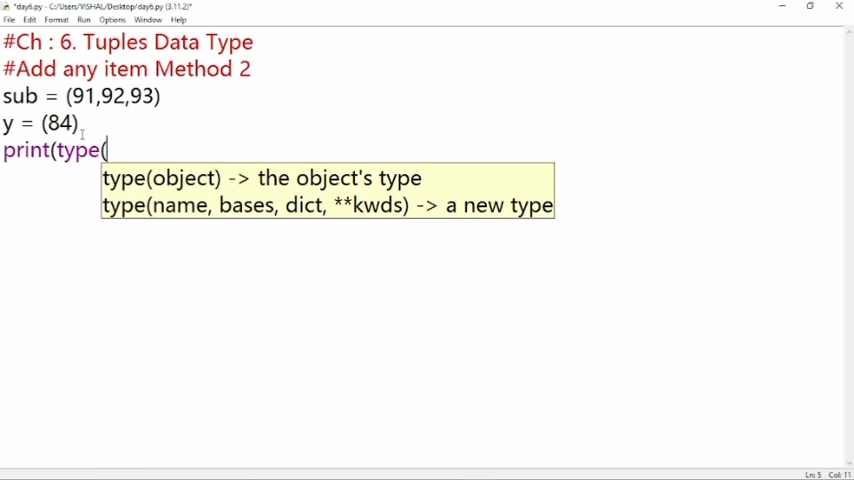 *day6.py - C:/Users/VISHAL/Desktop/day6.py (3.11.2)*
File Edit Format Run Options Window Help
#Ch : 6. Tuples Data Type
#Add any item Method 2
sub = (91,92,93)
y = (84)
print(type(
type(object) -> the object's type
type(name, bases, dict, **kwds) -> a new type
Ln: 5 Col: 11